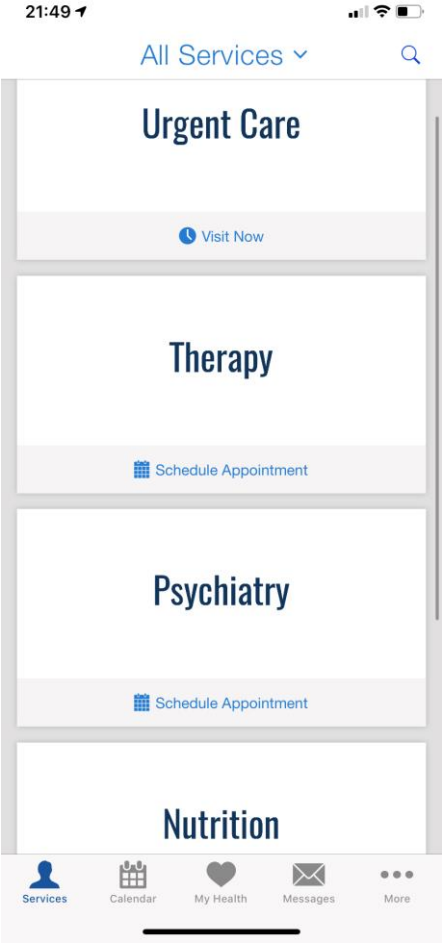 21:49
All Services
Urgent Care
Visit Now
Therapy
Schedule Appointment
Psychiatry
Schedule Appointment
Nutrition
Services
Calendar
My Health
Messages
More